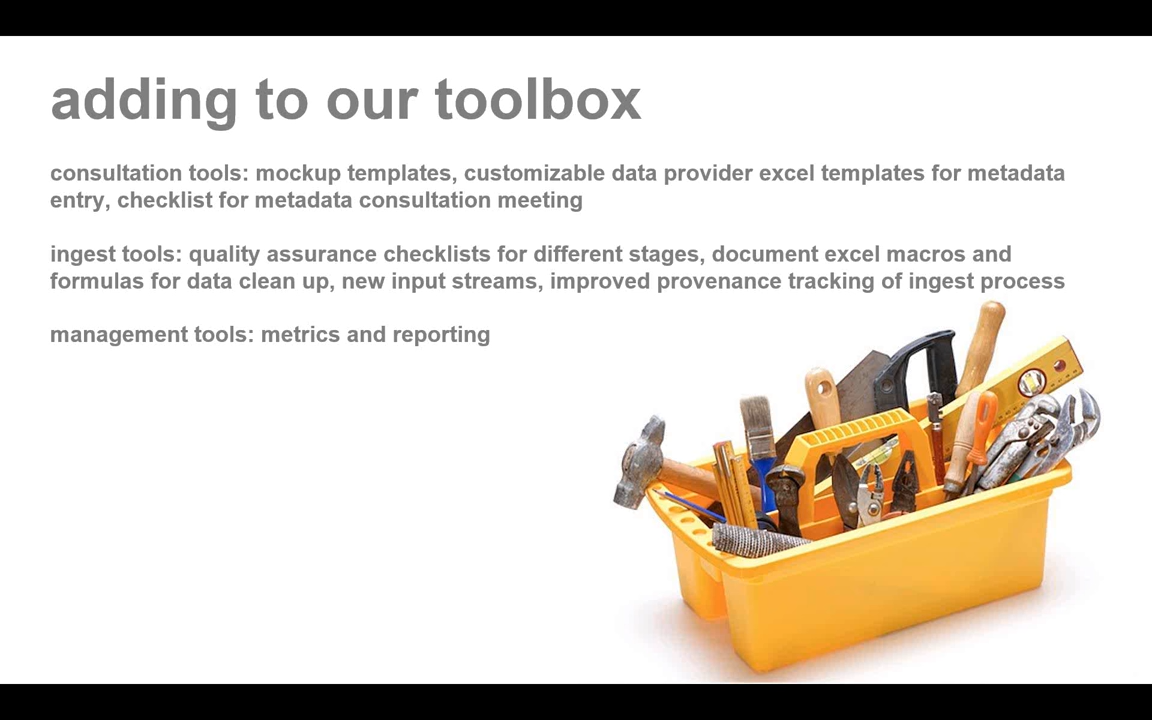 adding to our toolbox
consultation tools: mockup templates, customizable data provider excel templates for metadata
entry, checklist for metadata consultation meeting
ingest tools: quality assurance checklists for different stages, document excel macros and
formulas for data clean up, new input streams, improved provenance tracking of ingest process
management tools: metrics and reporting